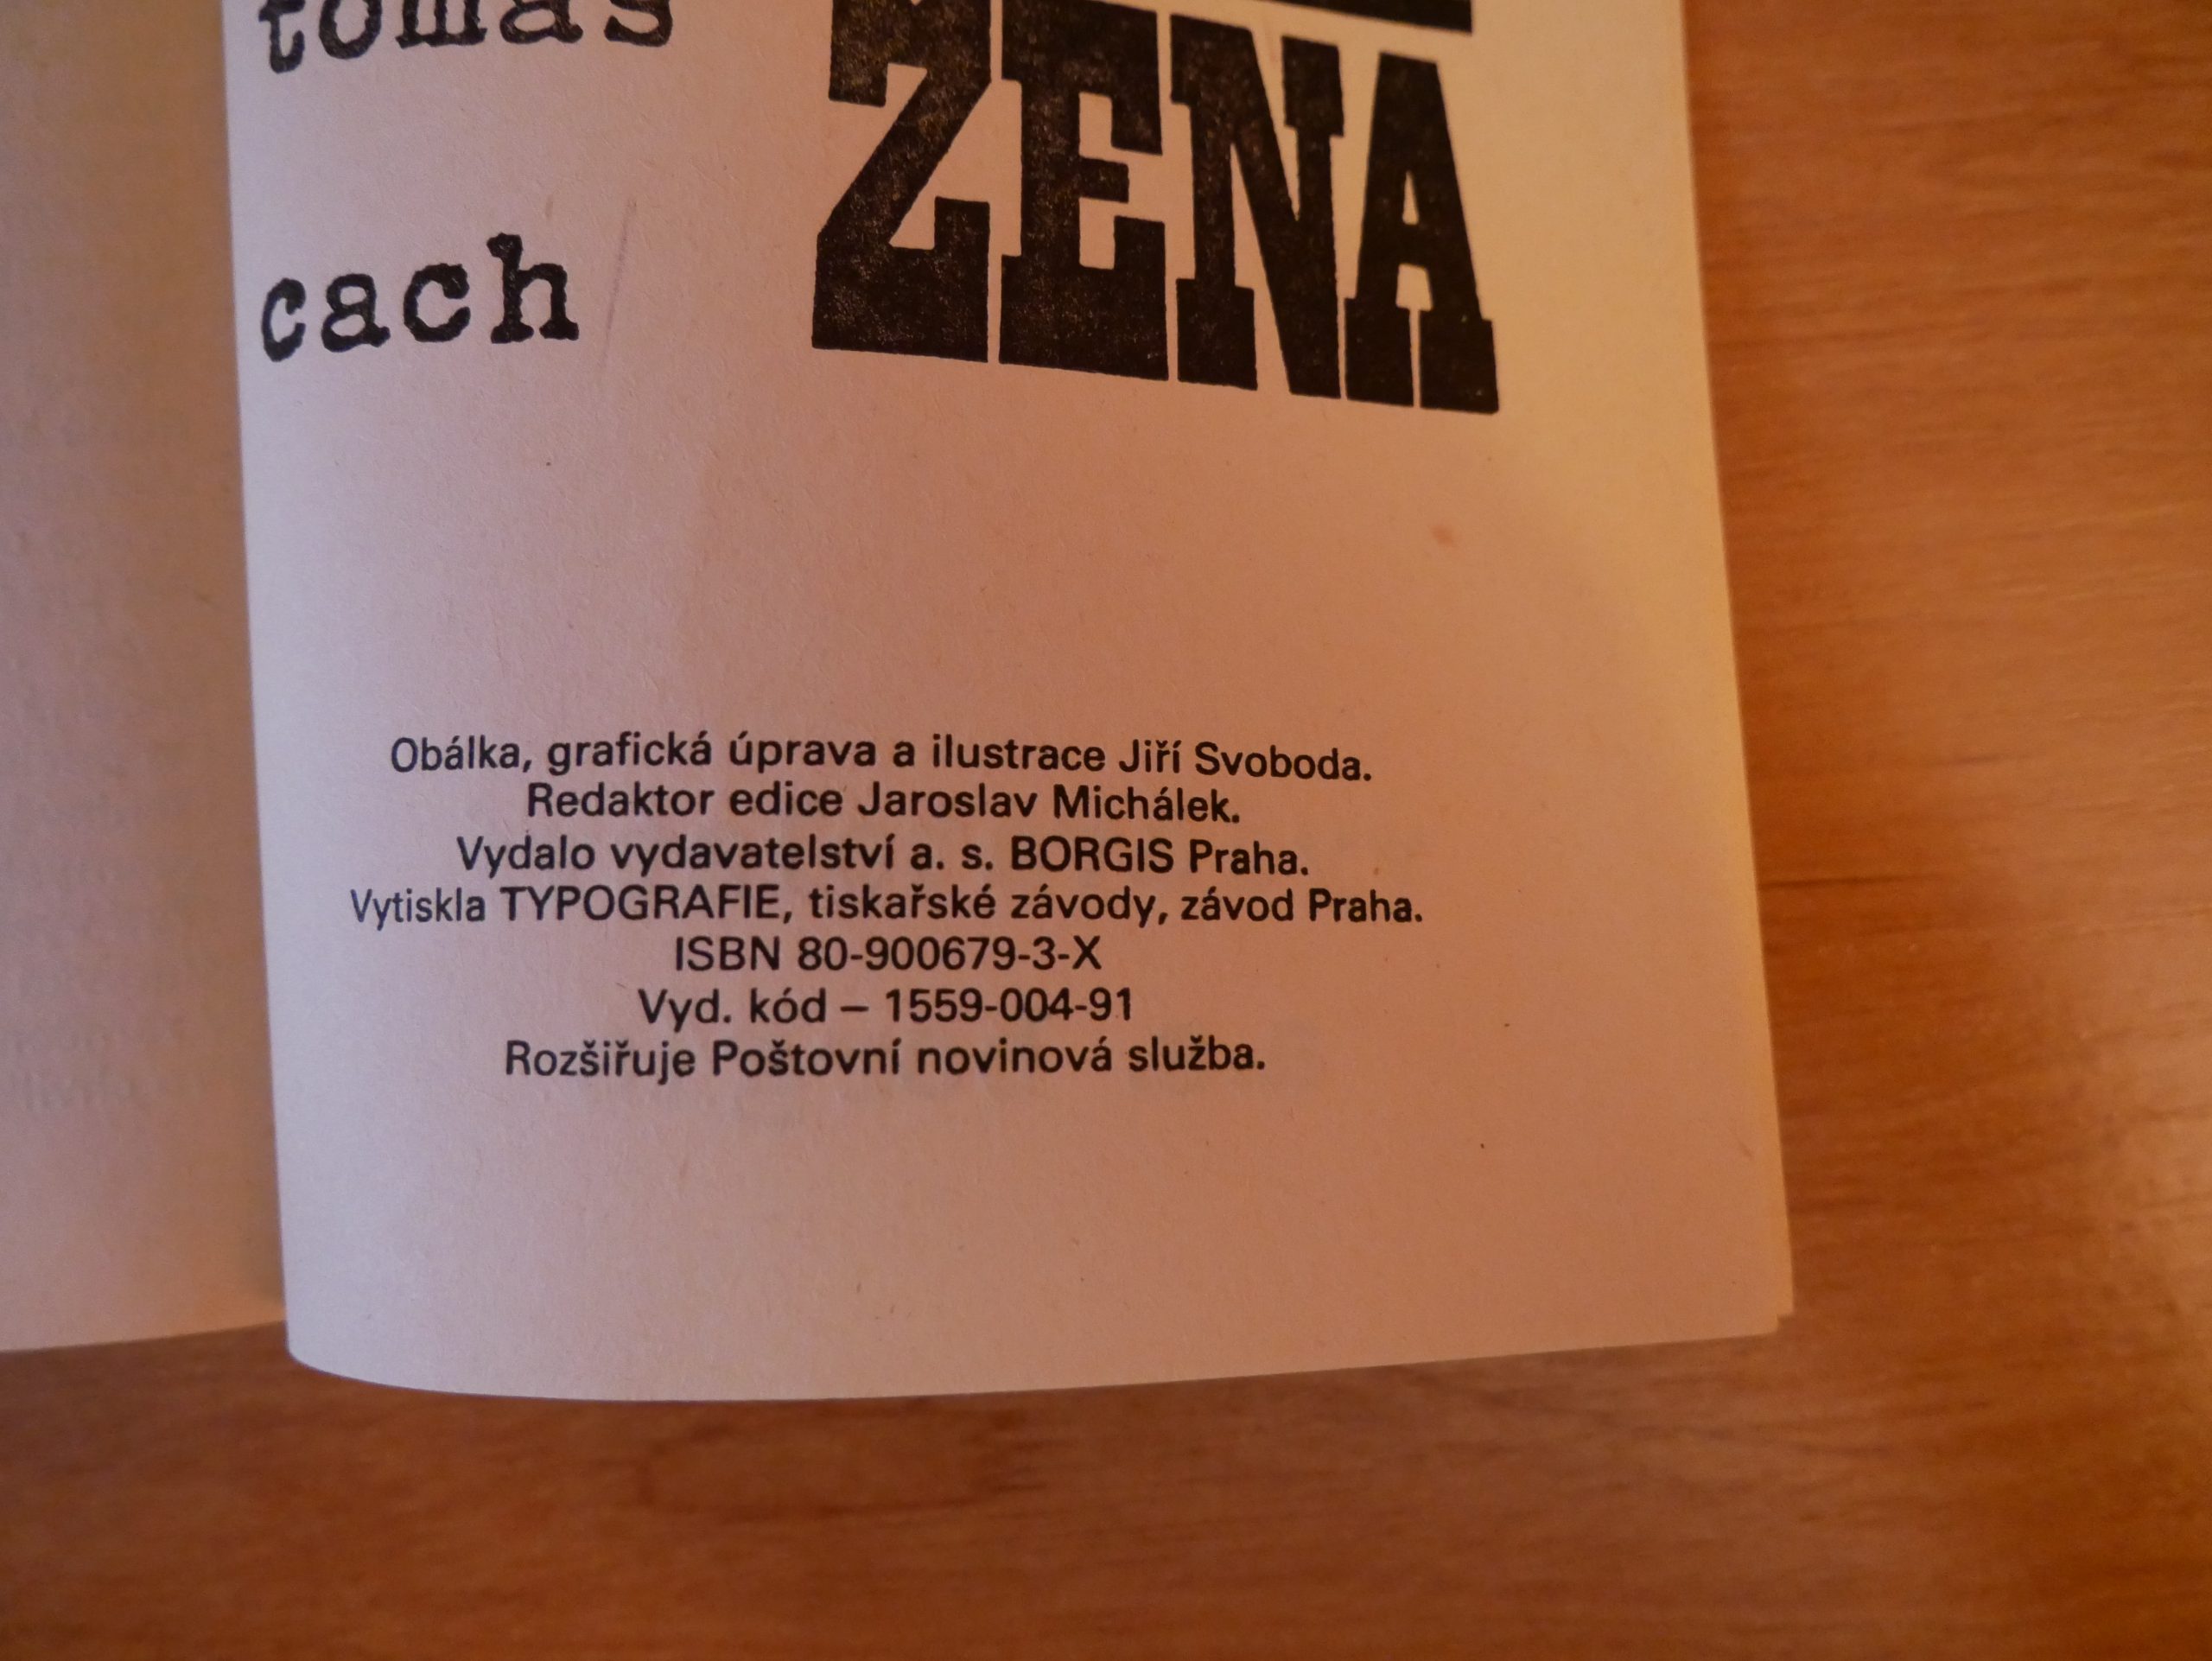 tomáš
ŽENA
cach
Obálka, grafická úprava a ilustrace Jiří Svoboda.
Redaktor edice Jaroslav Michálek.
Vydalo vydavatelství a. s. BORGIS Praha.
Vytiskla TYPOGRAFIE, tiskařské závody, závod Praha.
ISBN 80-900679-3-X
Vyd. kód – 1559-004-91
Rozšiřuje Poštovní novinová služba.